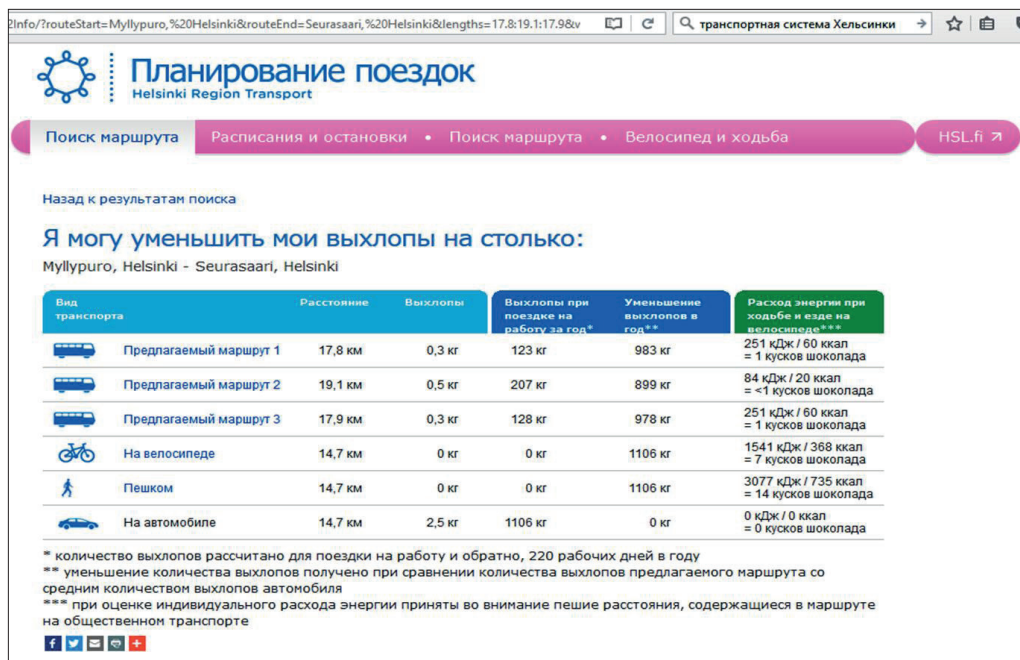 2Info/?routeStart=Myllypuro,%20Helsinki&routeEnd=Seurasaari,%20Helsinki&lengths=17.8:19.1:17.9&v
транспортная система Хельсинки
Планирование поездок
Helsinki Region Transport
Поиск маршрута Расписания и остановки • Поиск маршрута • Велосипед и ходьба HSL.fi
Назад к результатам поиска
Я могу уменьшить мои выхлопы на столько:
Myllypuro, Helsinki - Seurasaari, Helsinki
Вид транспорта Расстояние Выхлопы Выхлопы при поездке на работу за год* Уменьшение выхлопов в год** Расход энергии при ходьбе и езде на велосипеде***
Предлагаемый маршрут 1 17,8 км 0,3 кг 123 кг 983 кг 251 кДж / 60 ккал = 1 кусков шоколада
Предлагаемый маршрут 2 19,1 км 0,5 кг 207 кг 899 кг 84 кДж / 20 ккал = <1 кусков шоколада
Предлагаемый маршрут 3 17,9 км 0,3 кг 128 кг 978 кг 251 кДж / 60 ккал = 1 кусков шоколада
На велосипеде 14,7 км 0 кг 0 кг 1106 кг 1541 кДж / 368 ккал = 7 кусков шоколада
Пешком 14,7 км 0 кг 0 кг 1106 кг 3077 кДж / 735 ккал = 14 кусков шоколада
На автомобиле 14,7 км 2,5 кг 1106 кг 0 кг 0 кДж / 0 ккал = 0 кусков шоколада
* количество выхлопов рассчитано для поездки на работу и обратно, 220 рабочих дней в году
** уменьшение количества выхлопов получено при сравнении количества выхлопов предлагаемого маршрута со
средним количеством выхлопов автомобиля
*** при оценке индивидуального расхода энергии приняты во внимание пешие расстояния, содержащиеся в маршруте
на общественном транспорте